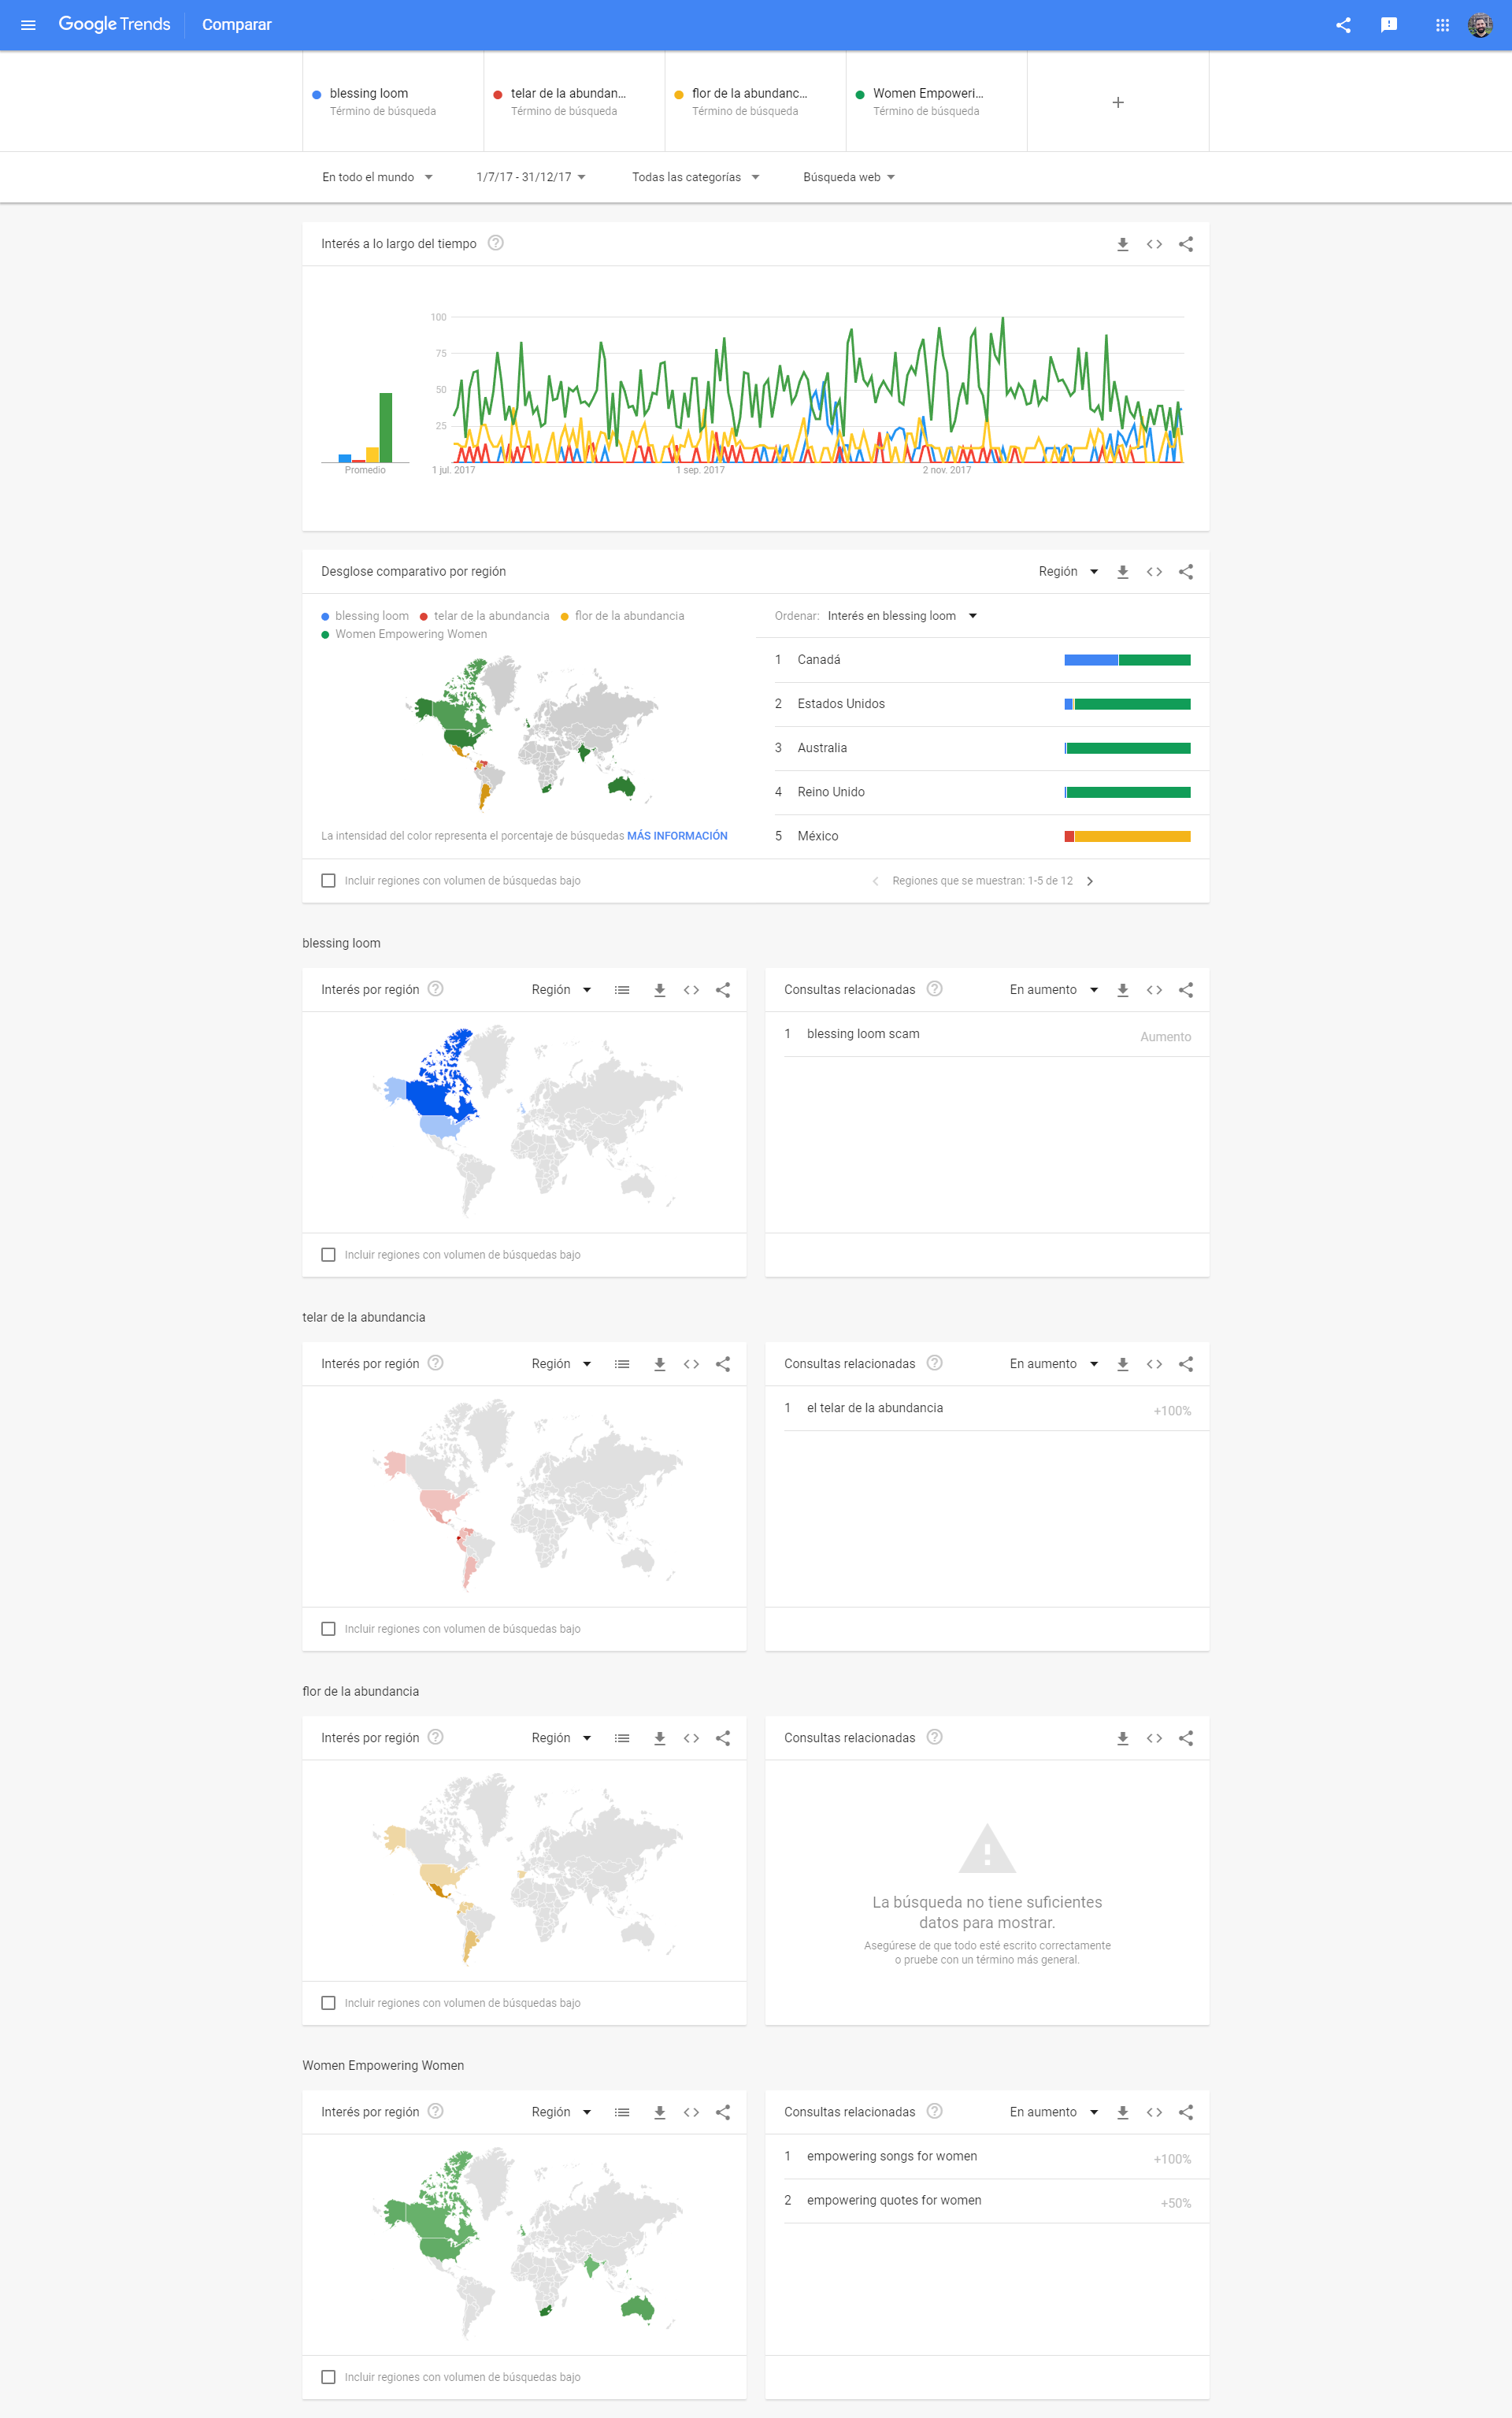 Google Trends Comparar
blessing loom
Término de búsqueda
telar de la abundan...
Término de búsqueda
flor de la abundanc...
Término de búsqueda
Women Empoweri...
Término de búsqueda
En todo el mundo
1/7/17 - 31/12/17
Todas las categorías
Búsqueda web
Interés a lo largo del tiempo
100
75
50
25
Promedio
1 jul. 2017
1 sep. 2017
2 nov. 2017
Desglose comparativo por región
Región
blessing loom telar de la abundancia flor de la abundancia
Women Empowering Women
Ordenar: Interés en blessing loom
1 Canadá
2 Estados Unidos
3 Australia
4 Reino Unido
5 México
La intensidad del color representa el porcentaje de búsquedas MÁS INFORMACIÓN
Incluir regiones con volumen de búsquedas bajo
Regiones que se muestran: 1-5 de 12
blessing loom
Interés por región
Región
Consultas relacionadas
En aumento
1 blessing loom scam Aumento
Incluir regiones con volumen de búsquedas bajo
telar de la abundancia
Interés por región
Región
Consultas relacionadas
En aumento
1 el telar de la abundancia +100%
Incluir regiones con volumen de búsquedas bajo
flor de la abundancia
Interés por región
Región
Consultas relacionadas
La búsqueda no tiene suficientes
datos para mostrar.
Asegúrese de que todo esté escrito correctamente
o pruebe con un término más general.
Incluir regiones con volumen de búsquedas bajo
Women Empowering Women
Interés por región
Región
Consultas relacionadas
En aumento
1 empowering songs for women +100%
2 empowering quotes for women +50%
Incluir regiones con volumen de búsquedas bajo